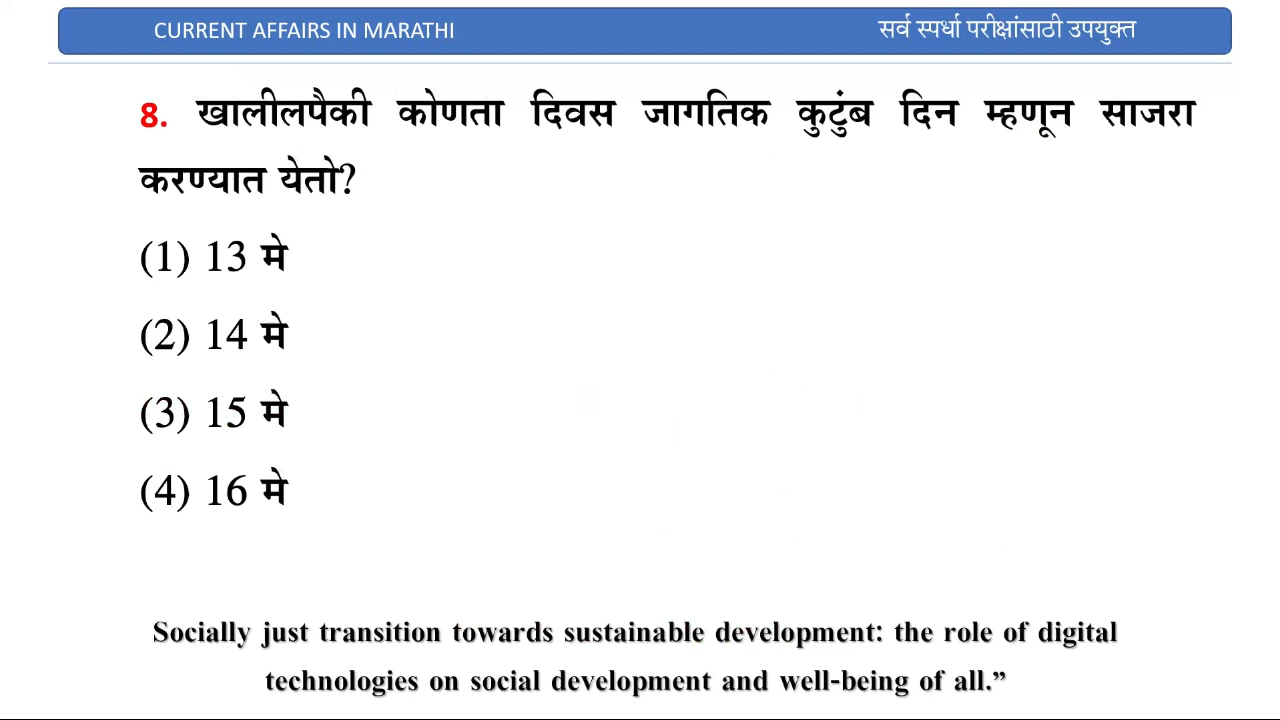 CURRENT AFFAIRS IN MARATHI
सर्व स्पर्धा परीक्षांसाठी उपयुक्त
8. खालीलपैकी कोणता दिवस जागतिक कुटुंब दिन म्हणून साजरा
करण्यात येतो?
(1) 13 मे
(2) 14 मे
(3) 15 मे
(4) 16 मे
Socially just transition towards sustainable development: the role of digital
technologies on social development and well-being of all.”